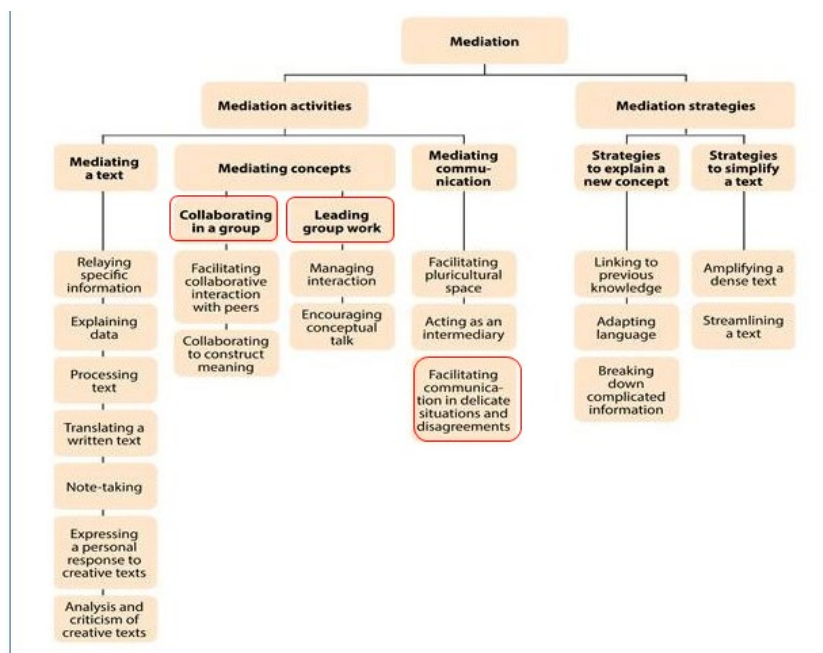 Mediation
Mediation activities
Mediation strategies
Mediating
a text
Mediating concepts
Mediating
commu-
nication
Strategies
to explain a
new concept
Strategies
to simplify
a text
Collaborating
in a group
Leading
group work
Relaying
specific
information
Explaining
data
Processing
text
Translating a
written text
Note-taking
Expressing
a personal
response to
creative texts
Analysis and
criticism of
creative texts
Facilitating
collaborative
interaction
with peers
Collaborating
to construct
meaning
Managing
interaction
Encouraging
conceptual
talk
Facilitating
pluricultural
space
Acting as an
intermediary
Facilitating
communica-
tion in delicate
situations and
disagreements
Linking to
previous
knowledge
Adapting
language
Breaking
down
complicated
information
Amplifying a
dense text
Streamlining
a text